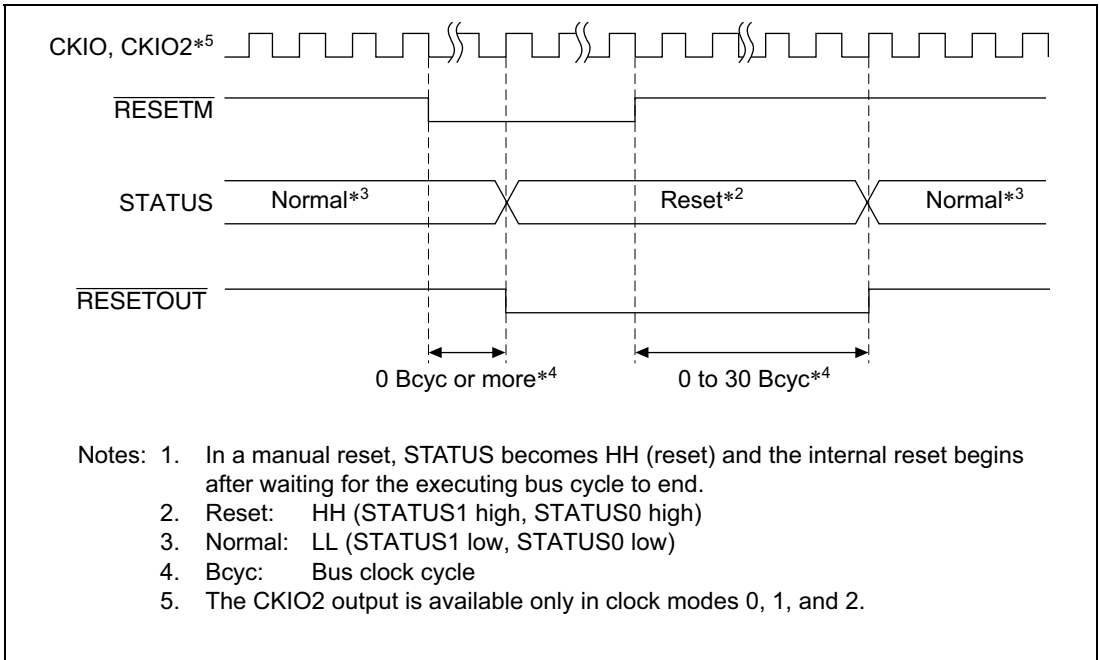 CKIO, CKIO2*5
RESETM
STATUS
Normal*3
Reset*2
Normal*3
RESETOUT
0 Bcyc or more*4
0 to 30 Bcyc*4
Notes: 1. In a manual reset, STATUS becomes HH (reset) and the internal reset begins
after waiting for the executing bus cycle to end.
2. Reset: HH (STATUS1 high, STATUS0 high)
3. Normal: LL (STATUS1 low, STATUS0 low)
4. Bcyc: Bus clock cycle
5. The CKIO2 output is available only in clock modes 0, 1, and 2.